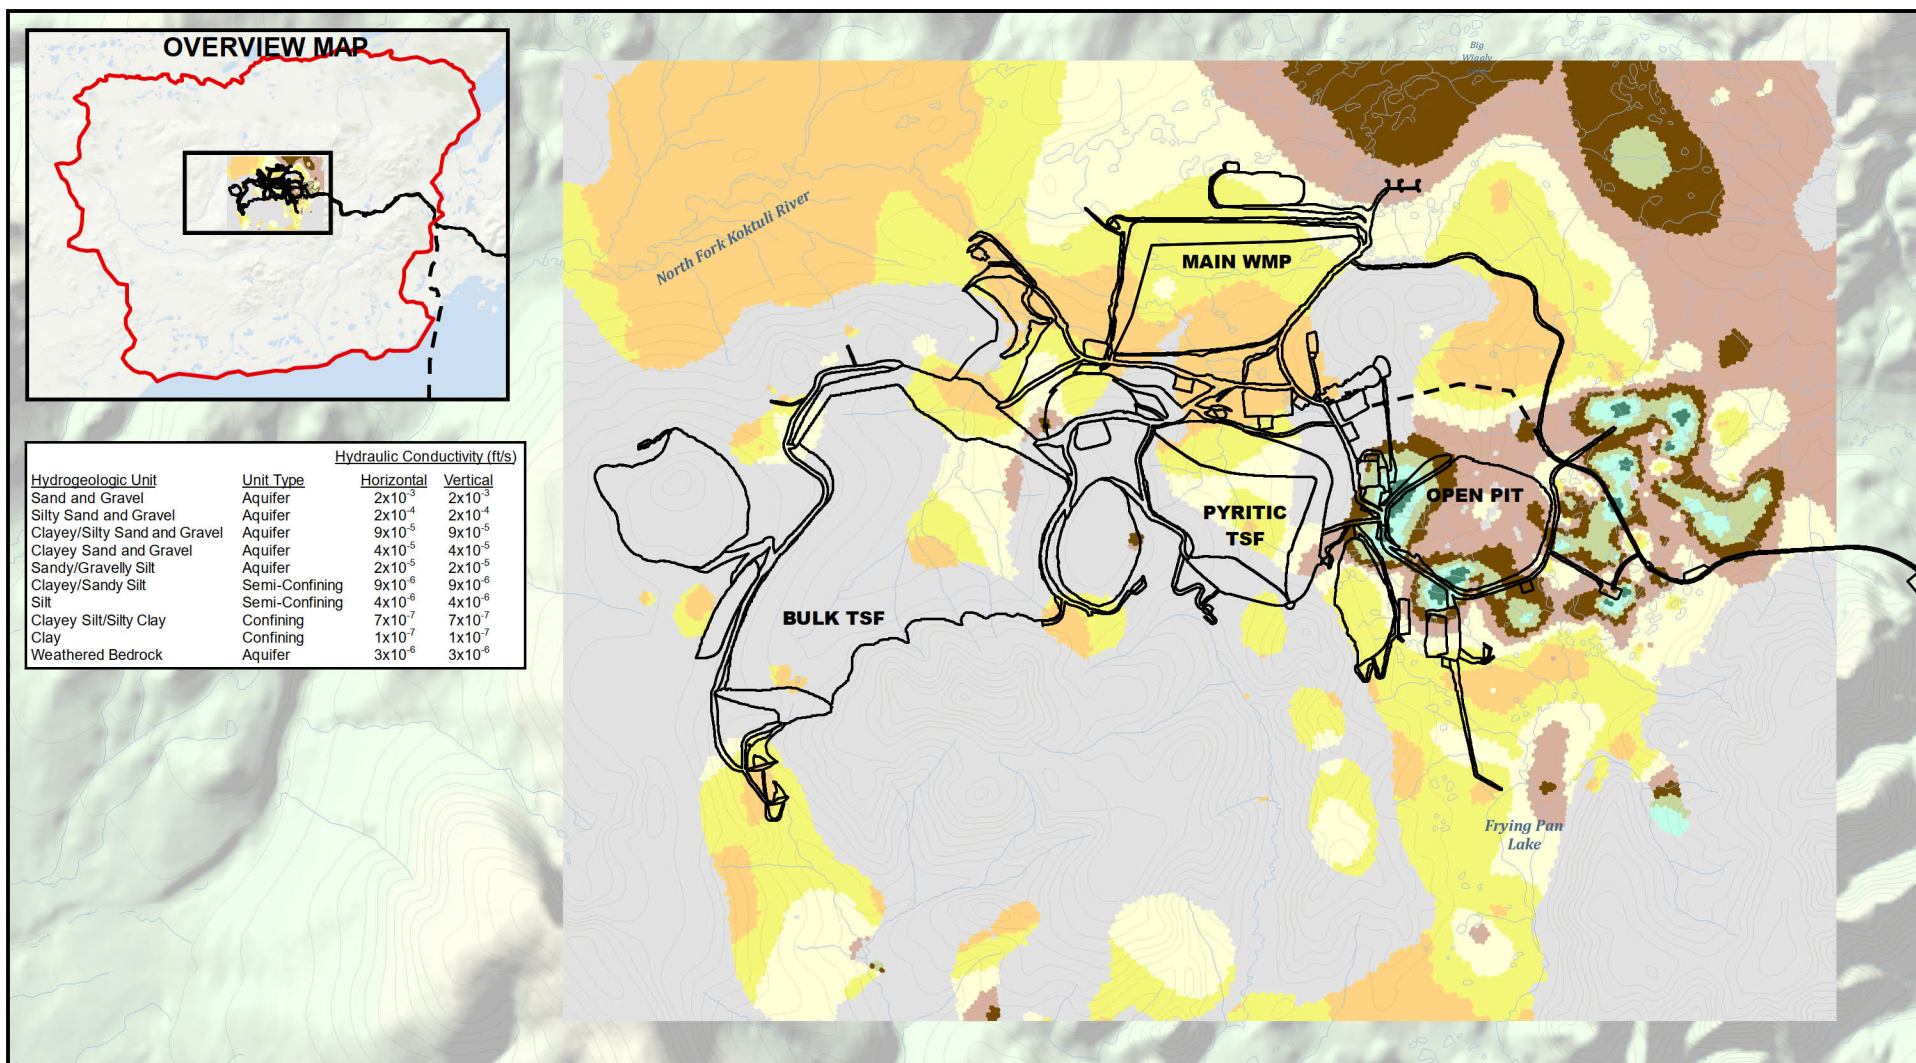 OVERVIEW MAP
Big
Wiggly
North Fork Koktuli River
MAIN WMP
Hydraulic Conductivity (ft/s)
Hydrogeologic Unit Unit Type Horizontal Vertical
Sand and Gravel Aquifer 2x10⁻³ 2x10⁻³
Silty Sand and Gravel Aquifer 2x10⁻⁴ 2x10⁻⁴
Clayey/Silty Sand and Gravel Aquifer 9x10⁻⁵ 9x10⁻⁵
Clayey Sand and Gravel Aquifer 4x10⁻⁵ 4x10⁻⁵
Sandy/Gravelly Silt Aquifer 2x10⁻⁵ 2x10⁻⁵
Clayey/Sandy Silt Semi-Confining 9x10⁻⁶ 9x10⁻⁶
Silt Semi-Confining 4x10⁻⁶ 4x10⁻⁶
Clayey Silt/Silty Clay Confining 7x10⁻⁷ 7x10⁻⁷
Clay Confining 1x10⁻⁷ 1x10⁻⁷
Weathered Bedrock Aquifer 3x10⁻⁶ 3x10⁻⁶
OPEN PIT
PYRITIC
TSF
BULK TSF
Frying Pan
Lake